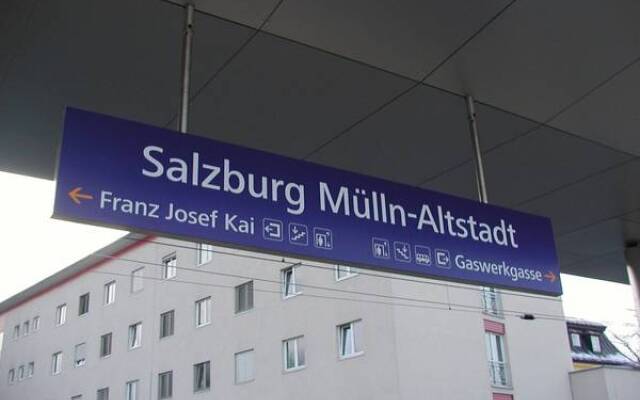 Salzburg Mülln-Altstadt
Franz Josef Kai
Gaswerkgasse